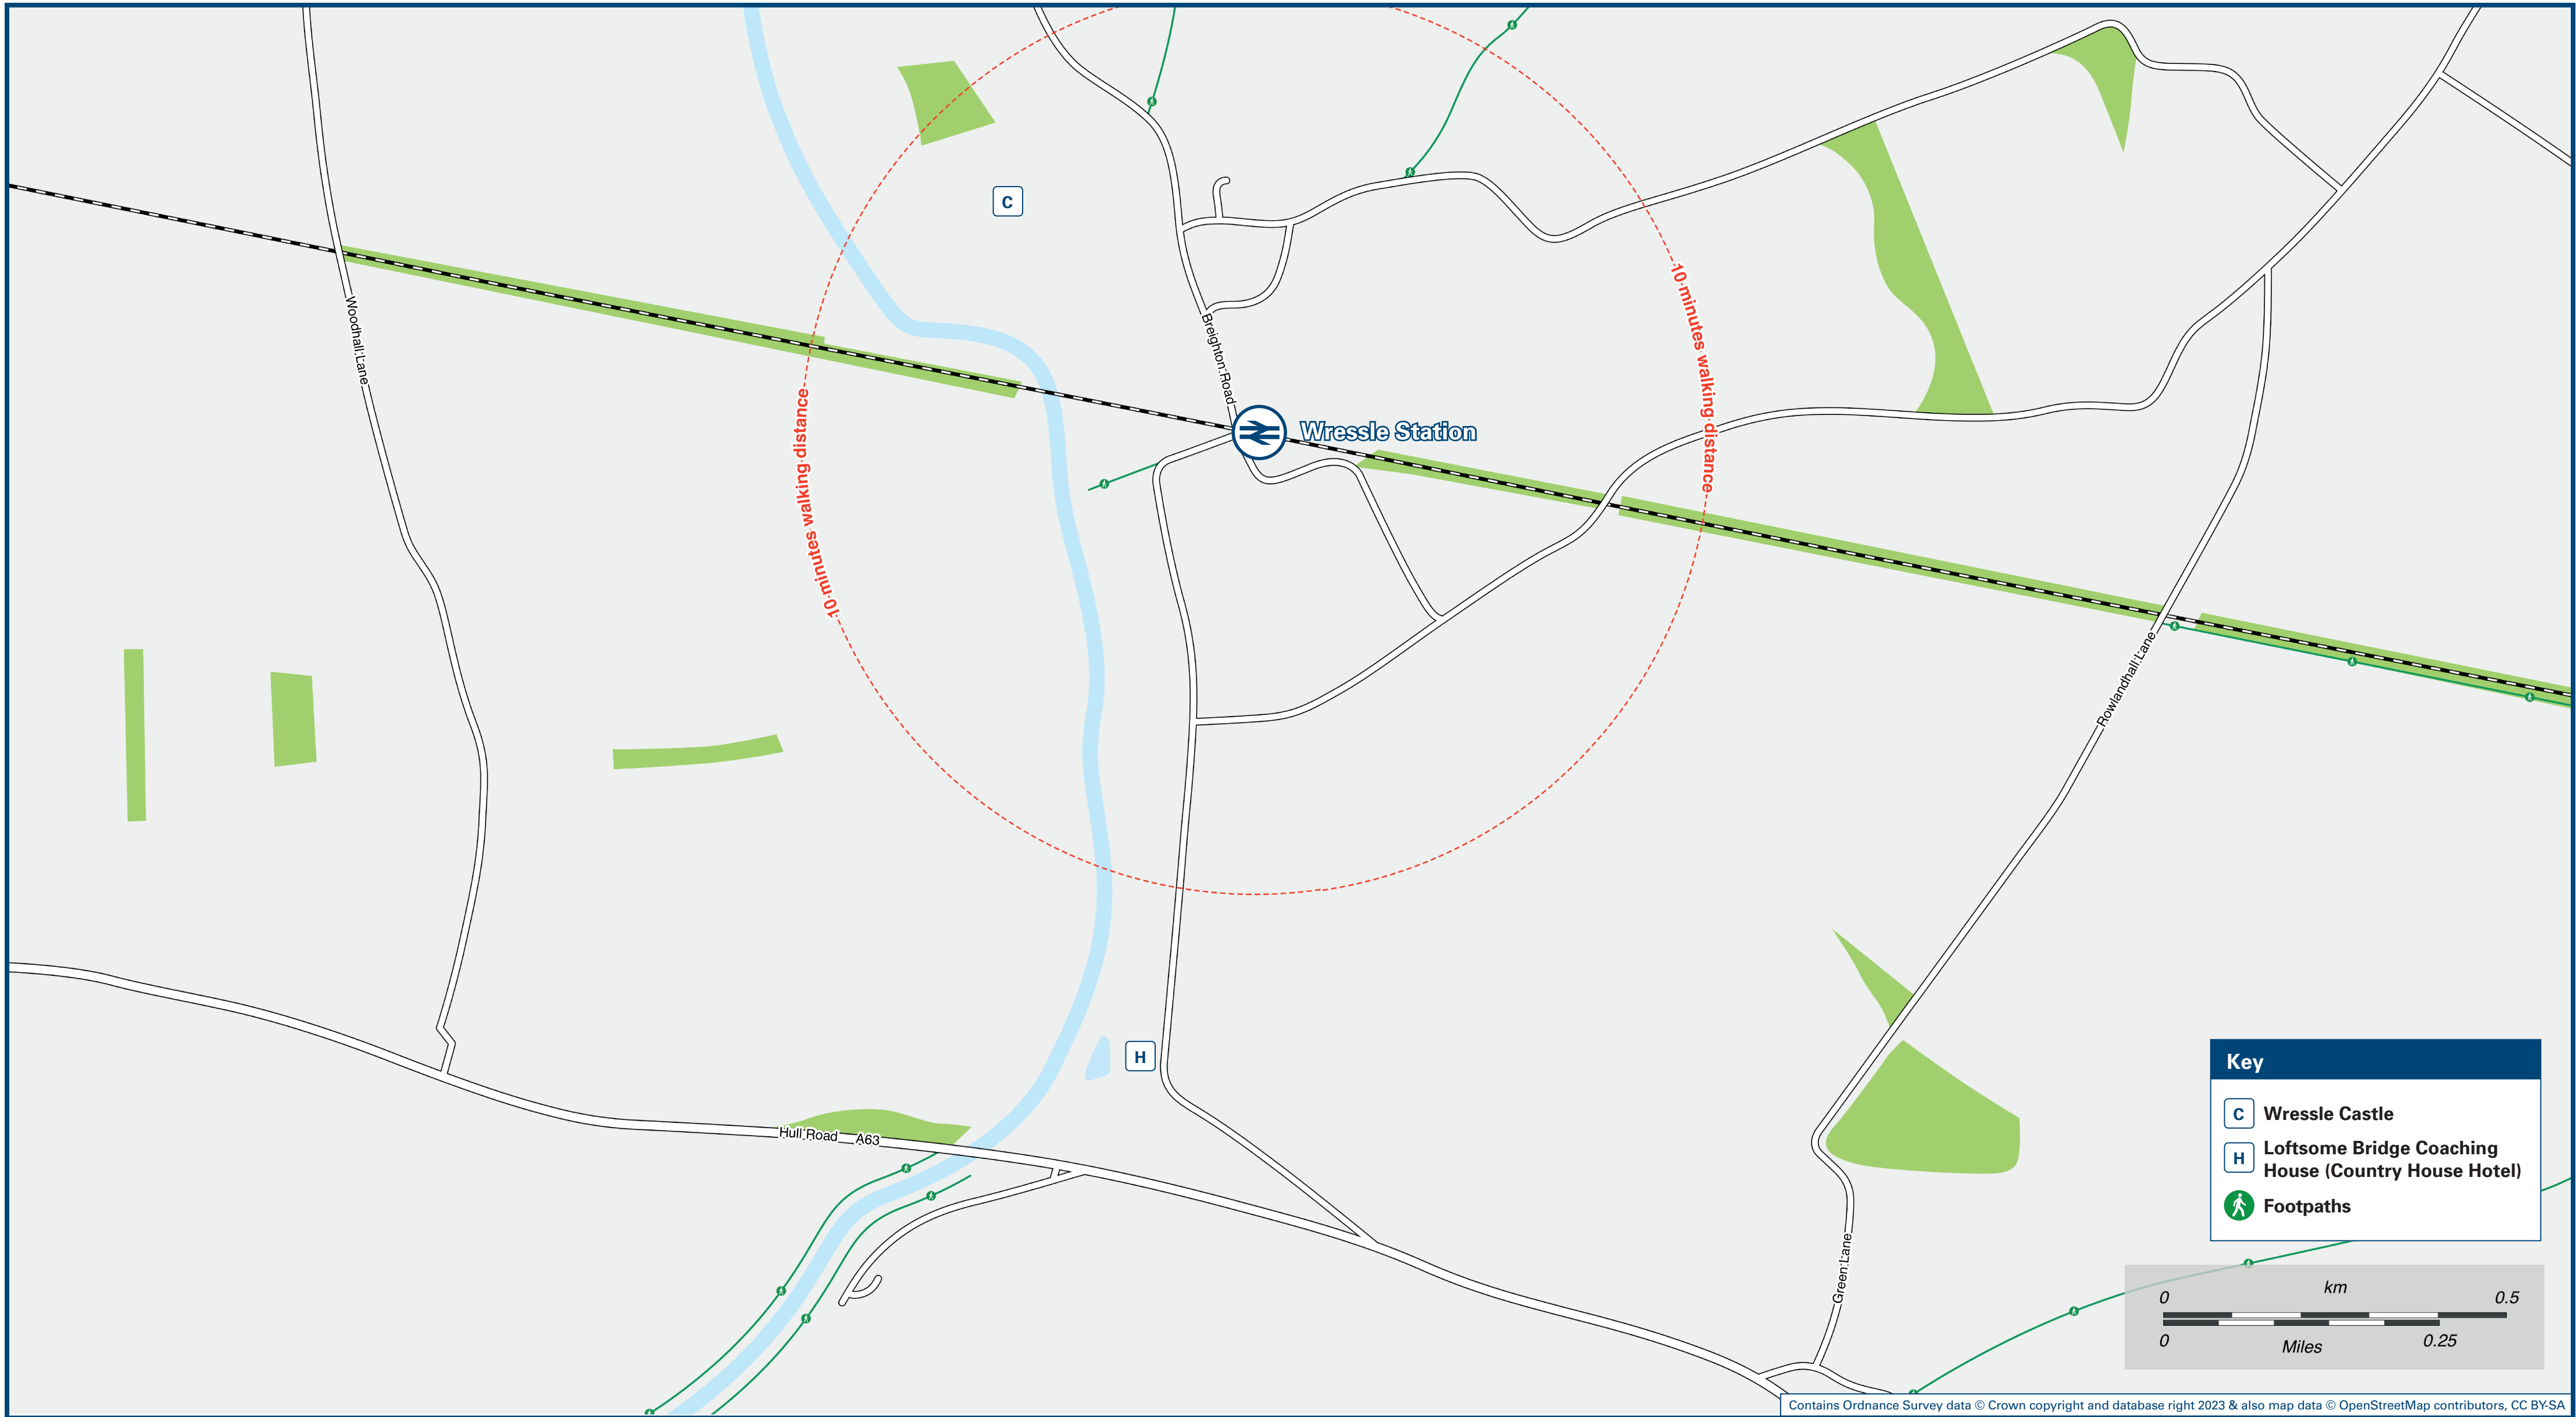 C
Woodhall Lane
Breighton Road
10 minutes walking distance
10 minutes walking distance
Wressle Station
Rowlandhall Lane
H
Hull Road A63
Green Lane
Key
C Wressle Castle
H Loftsome Bridge Coaching
House (Country House Hotel)
Footpaths
km
0 0.5
0 0.25
Miles
Contains Ordnance Survey data © Crown copyright and database right 2023 & also map data © OpenStreetMap contributors, CC BY-SA